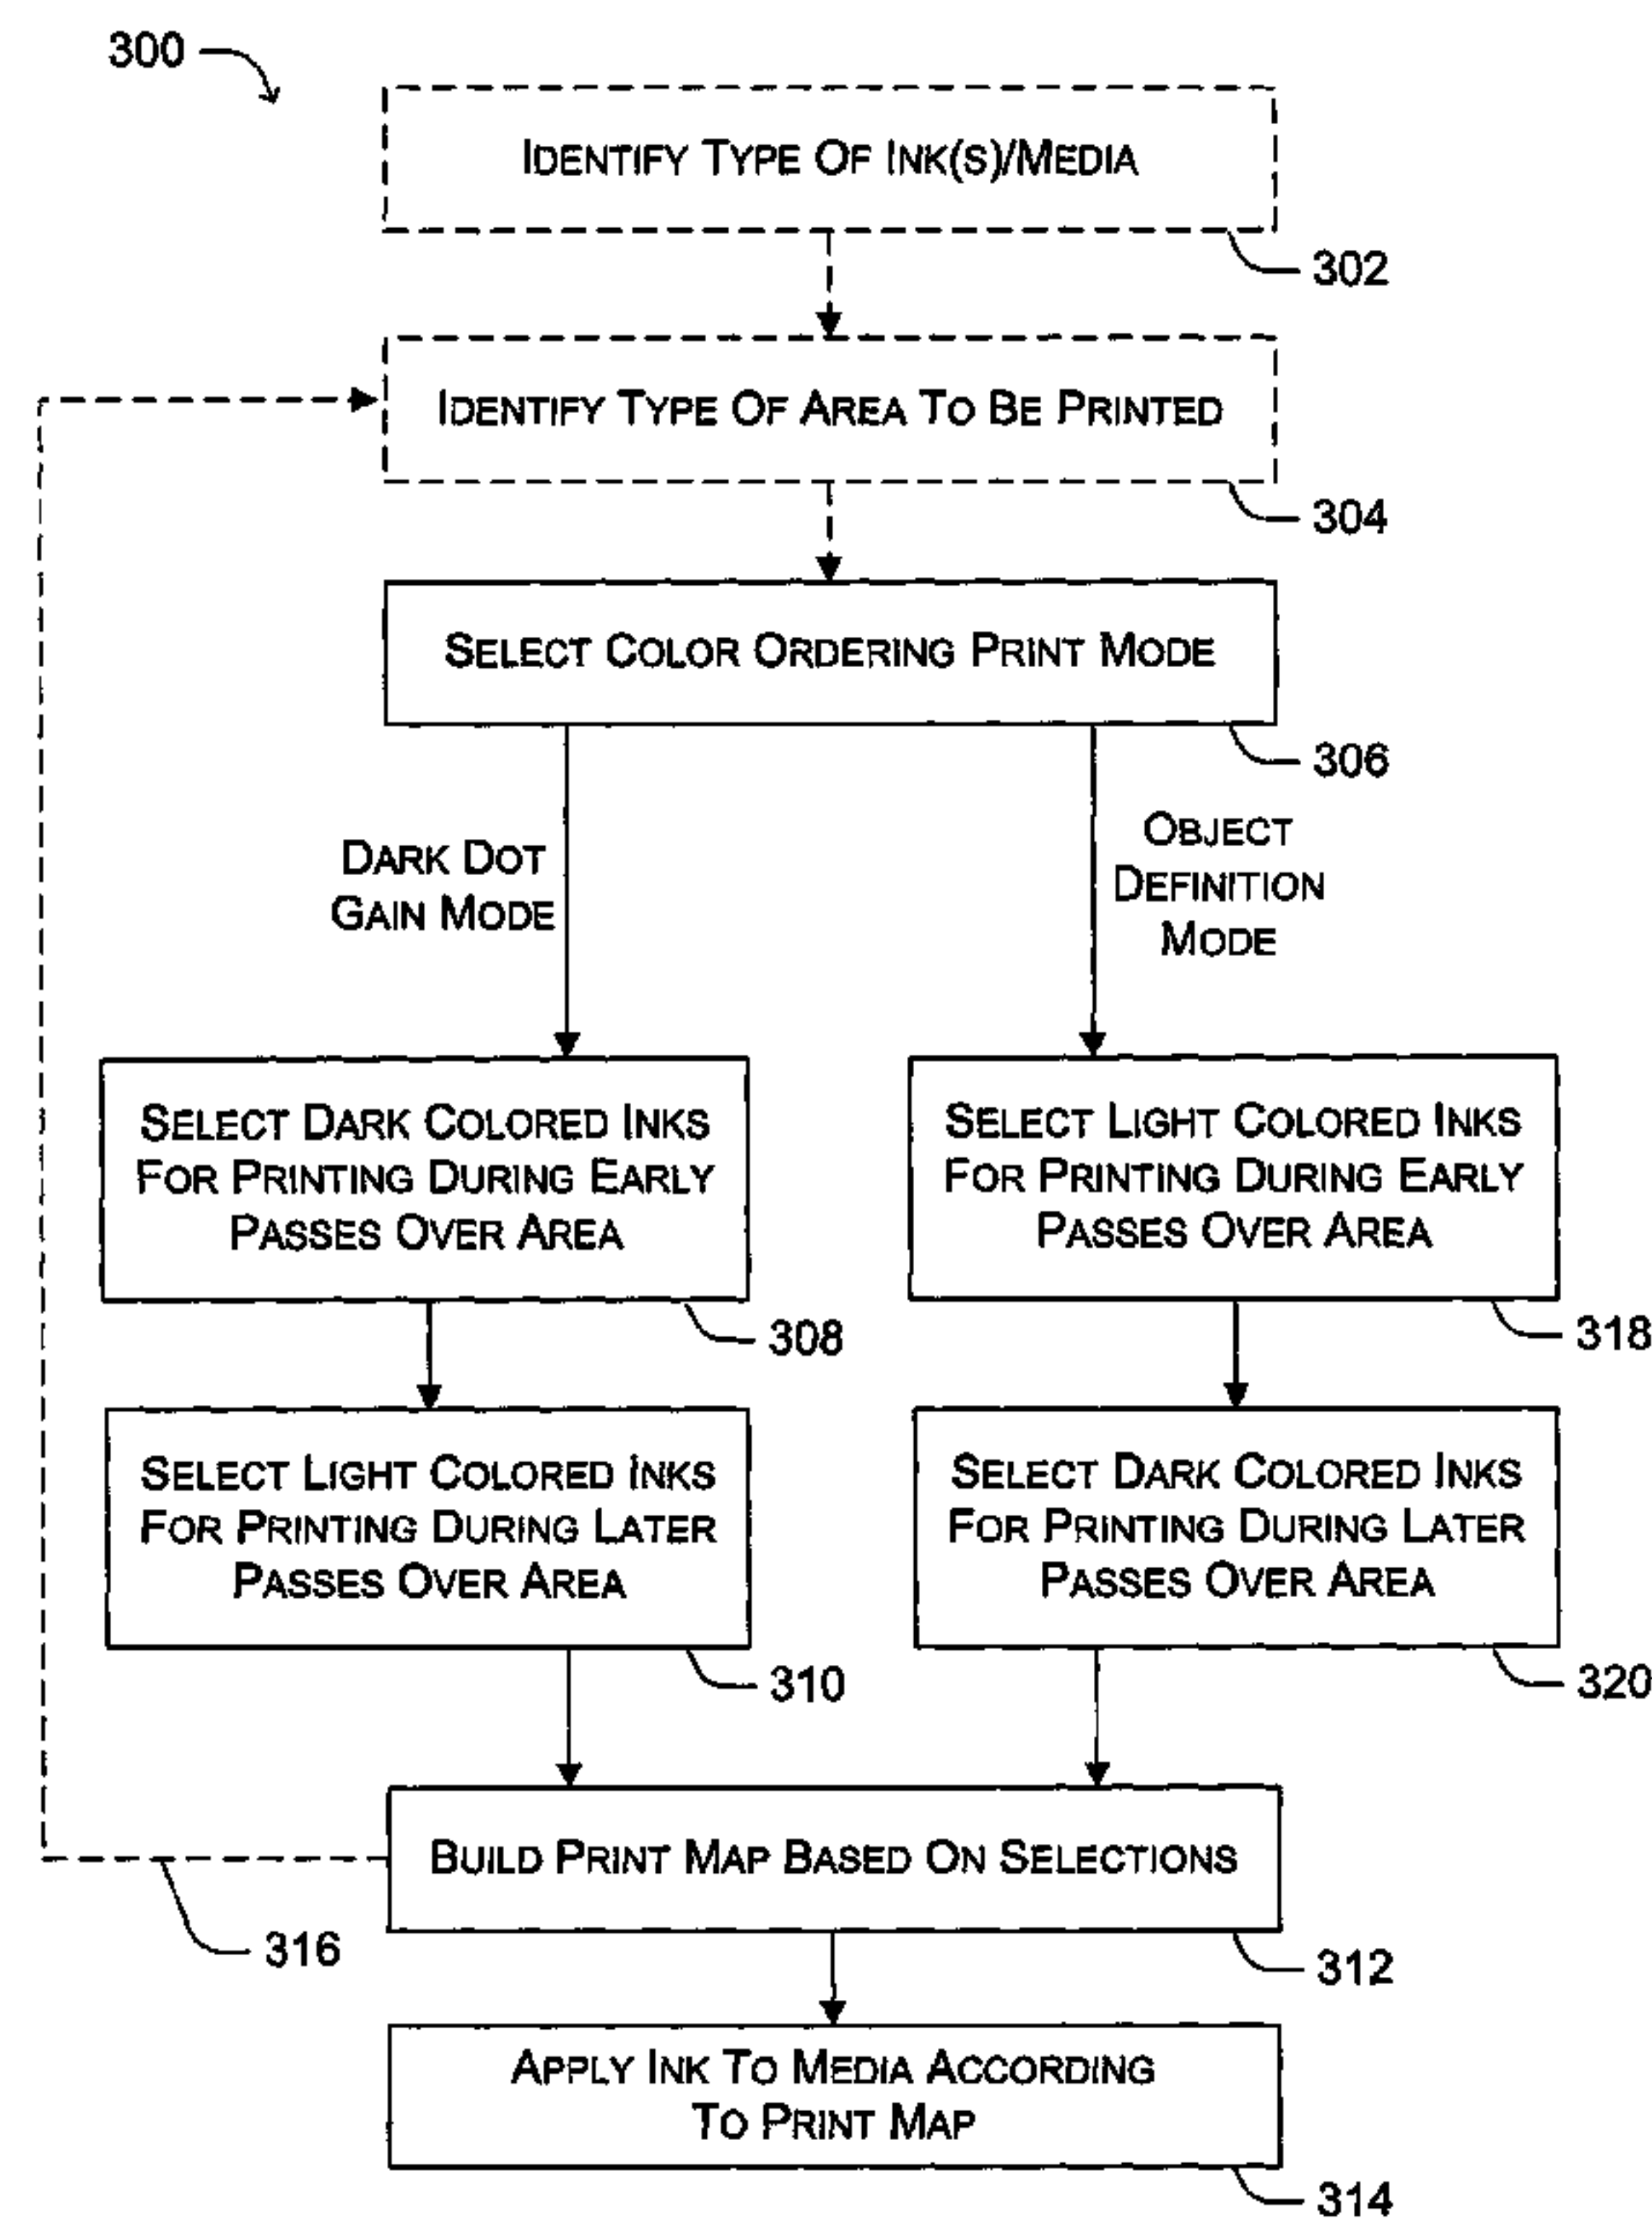 300
IDENTIFY TYPE OF INK(S)/MEDIA
302
IDENTIFY TYPE OF AREA TO BE PRINTED
304
SELECT COLOR ORDERING PRINT MODE
306
DARK DOT
GAIN MODE
OBJECT
DEFINITION
MODE
SELECT DARK COLORED INKS
FOR PRINTING DURING EARLY
PASSES OVER AREA
308
SELECT LIGHT COLORED INKS
FOR PRINTING DURING EARLY
PASSES OVER AREA
318
SELECT LIGHT COLORED INKS
FOR PRINTING DURING LATER
PASSES OVER AREA
310
SELECT DARK COLORED INKS
FOR PRINTING DURING LATER
PASSES OVER AREA
320
BUILD PRINT MAP BASED ON SELECTIONS
316
312
APPLY INK TO MEDIA ACCORDING
TO PRINT MAP
314